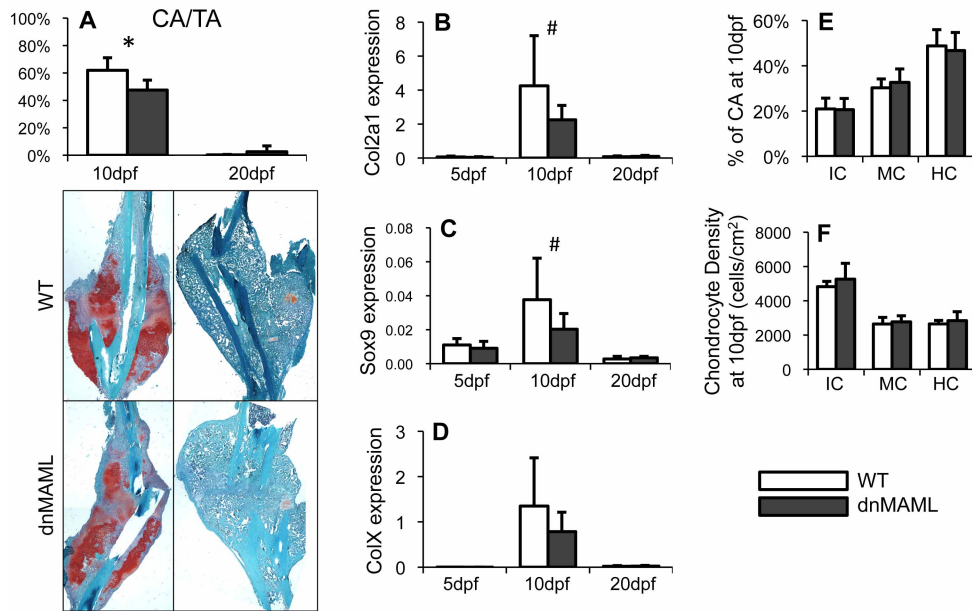 A
CA/TA
100%
80%
60%
40%
20%
0%
*
10dpf
20dpf
WT
dnMAML
B
Col2a1 expression
8
6
4
2
0
#
5dpf
10dpf
20dpf
C
Sox9 expression
0.08
0.06
0.04
0.02
0.00
#
5dpf
10dpf
20dpf
D
ColX expression
3
2
1
0
5dpf
10dpf
20dpf
E
% of CA at 10dpf
60%
40%
20%
0%
IC
MC
HC
F
Chondrocyte Density
at 10dpf (cells/cm²)
8000
6000
4000
2000
0
IC
MC
HC
WT
dnMAML